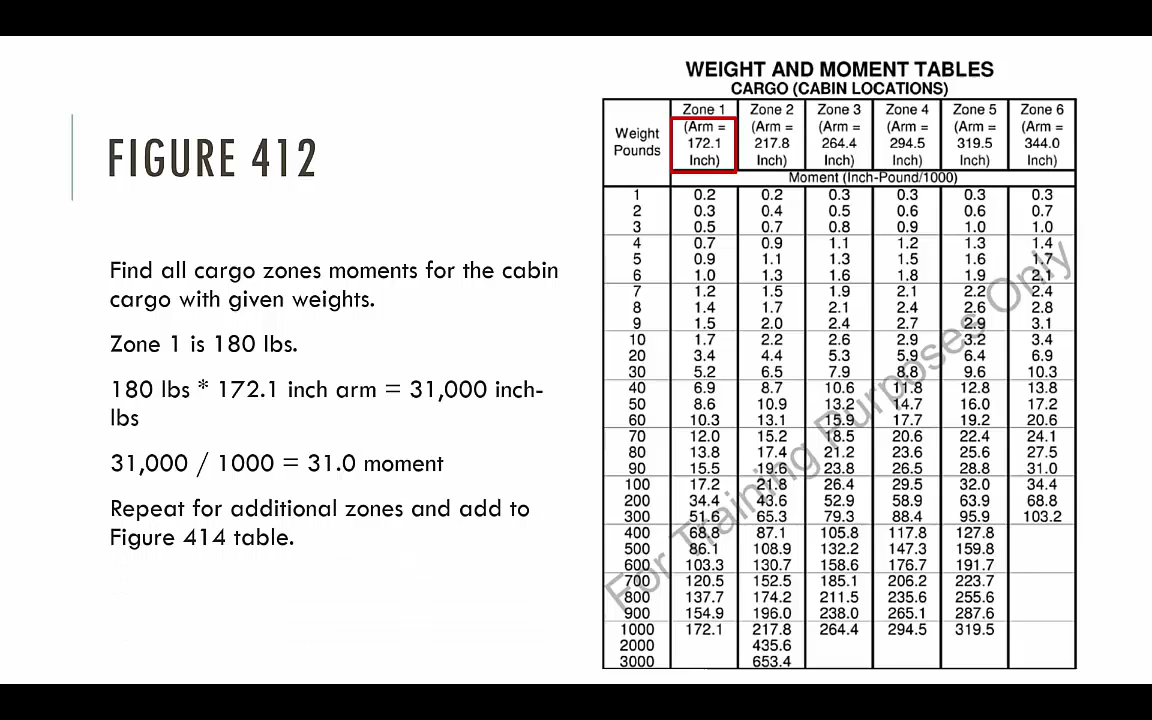 FIGURE 412
Find all cargo zones moments for the cabin
cargo with given weights.
Zone 1 is 180 lbs.
180 lbs * 172.1 inch arm = 31,000 inch-
lbs
31,000 / 1000 = 31.0 moment
Repeat for additional zones and add to
Figure 414 table.
WEIGHT AND MOMENT TABLES
CARGO (CABIN LOCATIONS)
Weight Pounds Zone 1 (Arm = 172.1 Inch) Zone 2 (Arm = 217.8 Inch) Zone 3 (Arm = 264.4 Inch) Zone 4 (Arm = 294.5 Inch) Zone 5 (Arm = 319.5 Inch) Zone 6 (Arm = 344.0 Inch)
Moment (Inch-Pound/1000)
1 0.2 0.2 0.3 0.3 0.3 0.3
2 0.3 0.4 0.5 0.6 0.6 0.7
3 0.5 0.7 0.8 0.9 1.0 1.0
4 0.7 0.9 1.1 1.2 1.3 1.4
5 0.9 1.1 1.3 1.5 1.6 1.7
6 1.0 1.3 1.6 1.8 1.9 2.1
7 1.2 1.5 1.9 2.1 2.2 2.4
8 1.4 1.7 2.1 2.4 2.6 2.8
9 1.5 2.0 2.4 2.7 2.9 3.1
10 1.7 2.2 2.6 2.9 3.2 3.4
20 3.4 4.4 5.3 5.9 6.4 6.9
30 5.2 6.5 7.9 8.8 9.6 10.3
40 6.9 8.7 10.6 11.8 12.8 13.8
50 8.6 10.9 13.2 14.7 16.0 17.2
60 10.3 13.1 15.9 17.7 19.2 20.6
70 12.0 15.2 18.5 20.6 22.4 24.1
80 13.8 17.4 21.2 23.6 25.6 27.5
90 15.5 19.6 23.8 26.5 28.8 31.0
100 17.2 21.8 26.4 29.5 32.0 34.4
200 34.4 43.6 52.9 58.9 63.9 68.8
300 51.6 65.3 79.3 88.4 95.9 103.2
400 68.8 87.1 105.8 117.8 127.8
500 86.1 108.9 132.2 147.3 159.8
600 103.3 130.7 158.6 176.7 191.7
700 120.5 152.5 185.1 206.2 223.7
800 137.7 174.2 211.5 235.6 255.6
900 154.9 196.0 238.0 265.1 287.6
1000 172.1 217.8 264.4 294.5 319.5
2000 435.6
3000 653.4
For Training Purposes Only